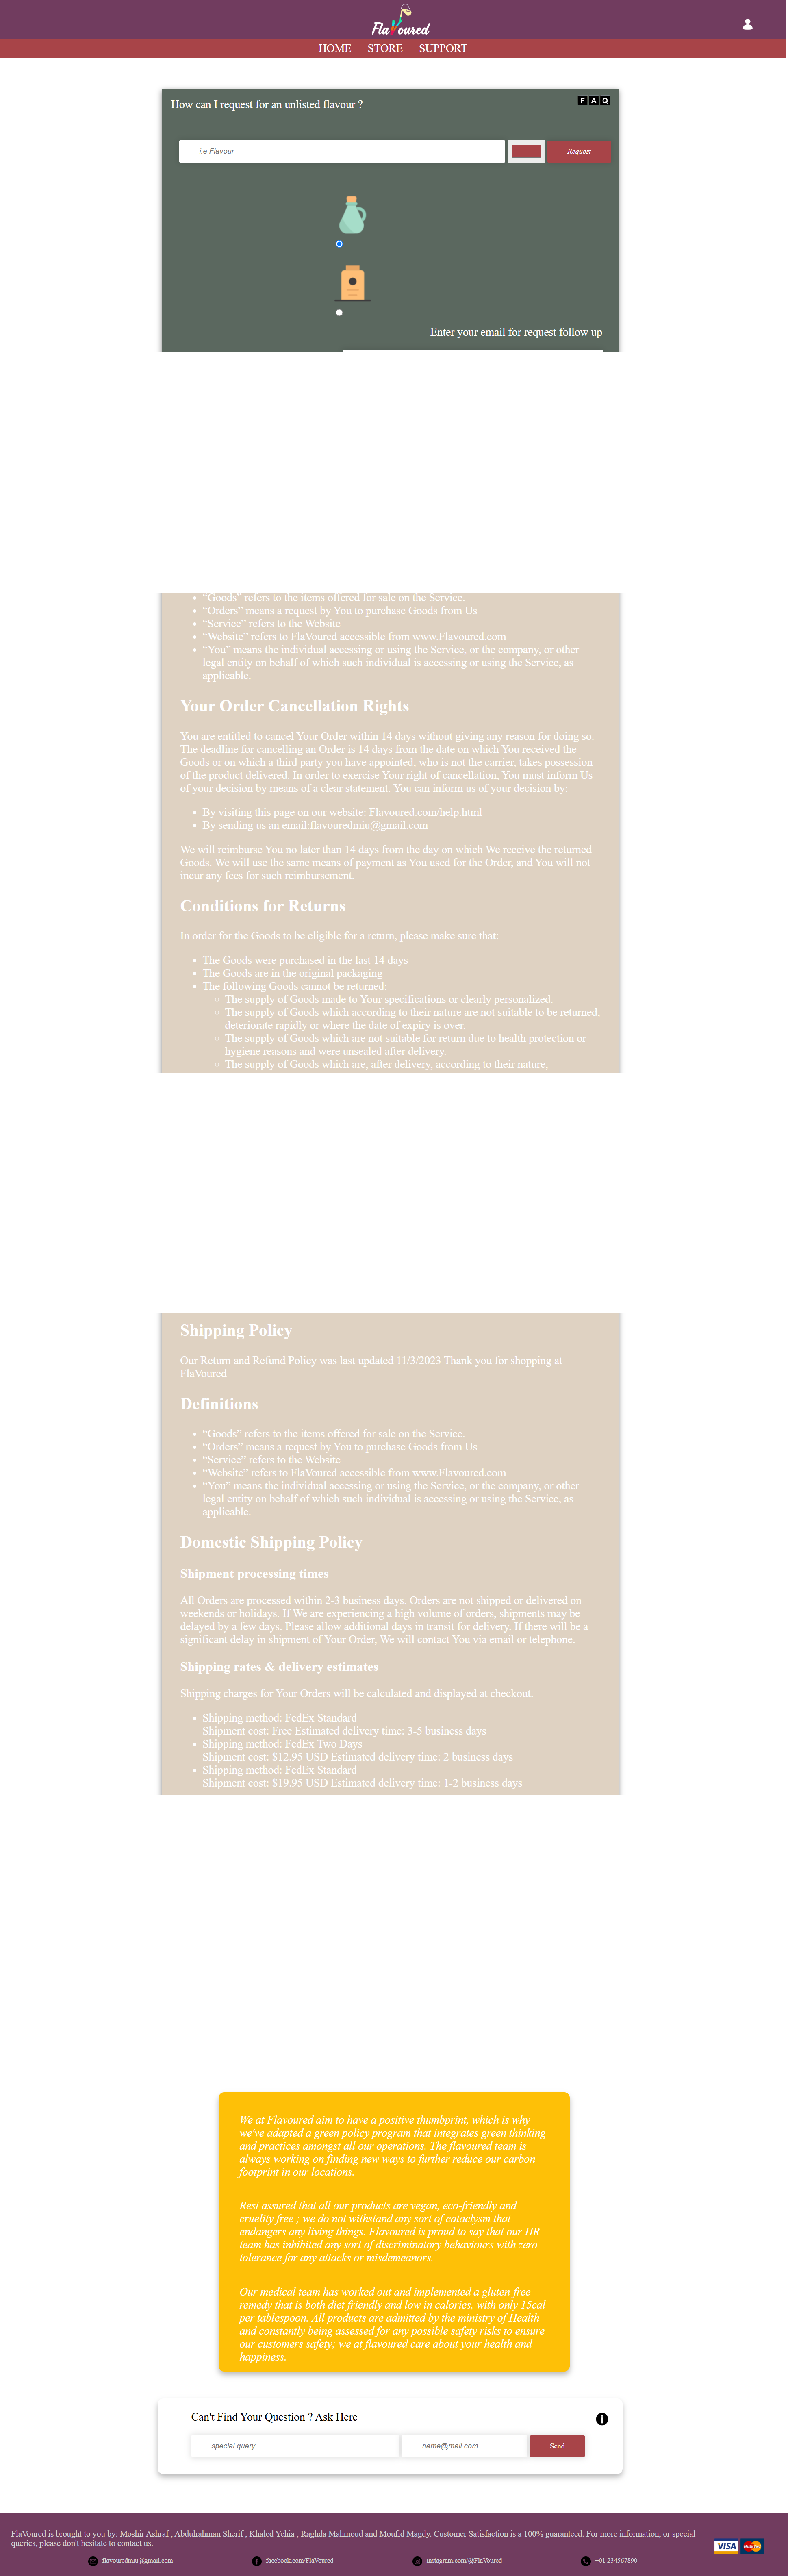 FlaVoured
HOME STORE SUPPORT
How can I request for an unlisted flavour ?
F A Q
i.e Flavour
Request
Enter your email for request follow up
“Goods” refers to the items offered for sale on the Service.
“Orders” means a request by You to purchase Goods from Us
“Service” refers to the Website
“Website” refers to FlaVoured accessible from www.Flavoured.com
“You” means the individual accessing or using the Service, or the company, or other
legal entity on behalf of which such individual is accessing or using the Service, as
applicable.
Your Order Cancellation Rights
You are entitled to cancel Your Order within 14 days without giving any reason for doing so.
The deadline for cancelling an Order is 14 days from the date on which You received the
Goods or on which a third party you have appointed, who is not the carrier, takes possession
of the product delivered. In order to exercise Your right of cancellation, You must inform Us
of your decision by means of a clear statement. You can inform us of your decision by:
By visiting this page on our website: Flavoured.com/help.html
By sending us an email:flavouredmiu@gmail.com
We will reimburse You no later than 14 days from the day on which We receive the returned
Goods. We will use the same means of payment as You used for the Order, and You will not
incur any fees for such reimbursement.
Conditions for Returns
In order for the Goods to be eligible for a return, please make sure that:
The Goods were purchased in the last 14 days
The Goods are in the original packaging
The following Goods cannot be returned:
The supply of Goods made to Your specifications or clearly personalized.
The supply of Goods which according to their nature are not suitable to be returned,
deteriorate rapidly or where the date of expiry is over.
The supply of Goods which are not suitable for return due to health protection or
hygiene reasons and were unsealed after delivery.
The supply of Goods which are, after delivery, according to their nature,
Shipping Policy
Our Return and Refund Policy was last updated 11/3/2023 Thank you for shopping at
FlaVoured
Definitions
“Goods” refers to the items offered for sale on the Service.
“Orders” means a request by You to purchase Goods from Us
“Service” refers to the Website
“Website” refers to FlaVoured accessible from www.Flavoured.com
“You” means the individual accessing or using the Service, or the company, or other
legal entity on behalf of which such individual is accessing or using the Service, as
applicable.
Domestic Shipping Policy
Shipment processing times
All Orders are processed within 2-3 business days. Orders are not shipped or delivered on
weekends or holidays. If We are experiencing a high volume of orders, shipments may be
delayed by a few days. Please allow additional days in transit for delivery. If there will be a
significant delay in shipment of Your Order, We will contact You via email or telephone.
Shipping rates & delivery estimates
Shipping charges for Your Orders will be calculated and displayed at checkout.
Shipping method: FedEx Standard
Shipment cost: Free Estimated delivery time: 3-5 business days
Shipping method: FedEx Two Days
Shipment cost: $12.95 USD Estimated delivery time: 2 business days
Shipping method: FedEx Standard
Shipment cost: $19.95 USD Estimated delivery time: 1-2 business days
We at Flavoured aim to have a positive thumbprint, which is why
we've adapted a green policy program that integrates green thinking
and practices amongst all our operations. The flavoured team is
always working on finding new ways to further reduce our carbon
footprint in our locations.
Rest assured that all our products are vegan, eco-friendly and
cruelity free ; we do not withstand any sort of cataclysm that
endangers any living things. Flavoured is proud to say that our HR
team has inhibited any sort of discriminatory behaviours with zero
tolerance for any attacks or misdemeanors.
Our medical team has worked out and implemented a gluten-free
remedy that is both diet friendly and low in calories, with only 15cal
per tablespoon. All products are admitted by the ministry of Health
and constantly being assessed for any possible safety risks to ensure
our customers safety; we at flavoured care about your health and
happiness.
Can't Find Your Question ? Ask Here
special query
name@mail.com
Send
FlaVoured is brought to you by: Moshir Ashraf , Abdulrahman Sherif , Khaled Yehia , Raghda Mahmoud and Moufid Magdy. Customer Satisfaction is a 100% guaranteed. For more information, or special
queries, please don't hesitate to contact us.
VISA MasterCard
flavouredmiu@gmail.com
facebook.com/FlaVoured
instagram.com/@FlaVoured
+01 234567890